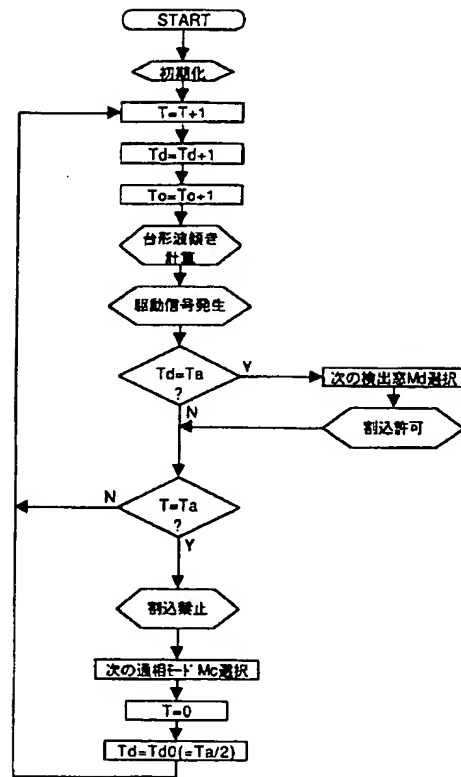 START
初期化
T=T+1
Td=Td+1
To=To+1
台形波傾き
計算
駆動信号発生
Td=Ta
?
Y
N
次の検出窓Md選択
割込許可
T=Ta
?
N
Y
割込禁止
次の通相モードMc選択
T=0
Td=Td0(=Ta/2)